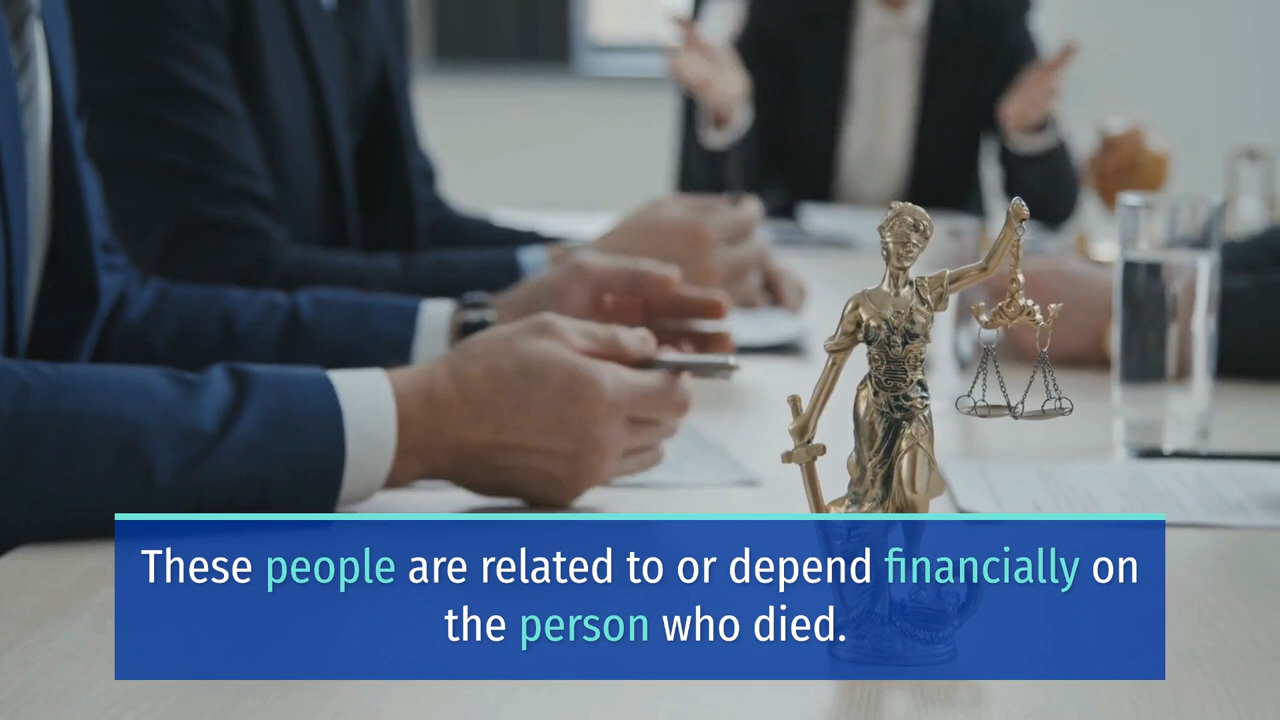 These people are related to or depend financially on
the person who died.